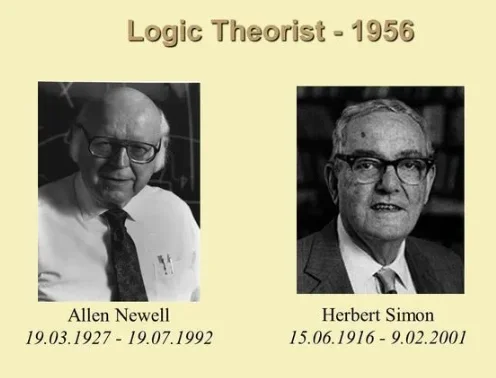 Logic Theorist - 1956
Allen Newell
19.03.1927 - 19.07.1992
Herbert Simon
15.06.1916 - 9.02.2001